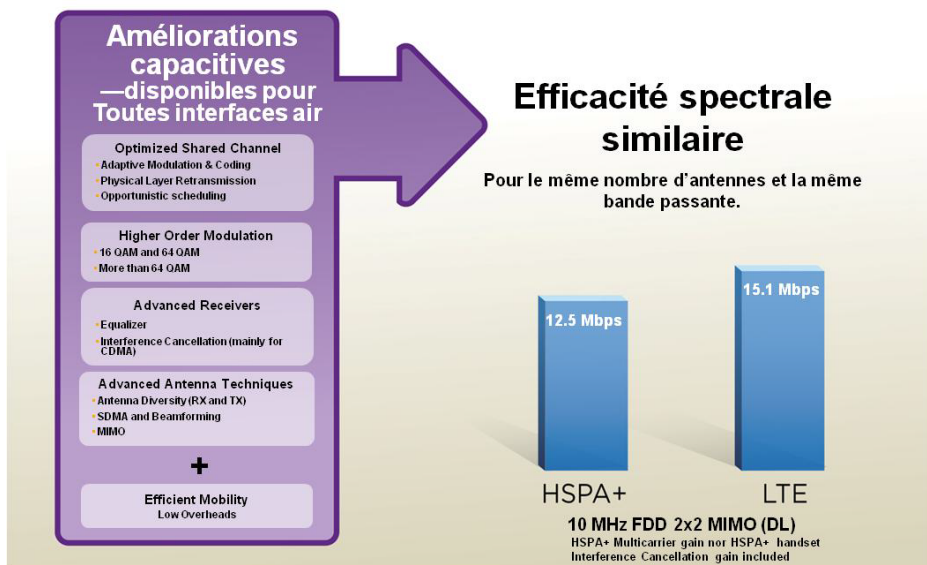 Améliorations
capacitives
—disponibles pour
Toutes interfaces air
Optimized Shared Channel
• Adaptive Modulation & Coding
• Physical Layer Retransmission
• Opportunistic scheduling
Higher Order Modulation
• 16 QAM and 64 QAM
• More than 64 QAM
Advanced Receivers
• Equalizer
• Interference Cancellation (mainly for
CDMA)
Advanced Antenna Techniques
• Antenna Diversity (RX and TX)
• SDMA and Beamforming
• MIMO
+
Efficient Mobility
Low Overheads
Efficacité spectrale
similaire
Pour le même nombre d’antennes et la même
bande passante.
12.5 Mbps
15.1 Mbps
HSPA+
LTE
10 MHz FDD 2x2 MIMO (DL)
HSPA+ Multicarrier gain nor HSPA+ handset
Interference Cancellation gain included